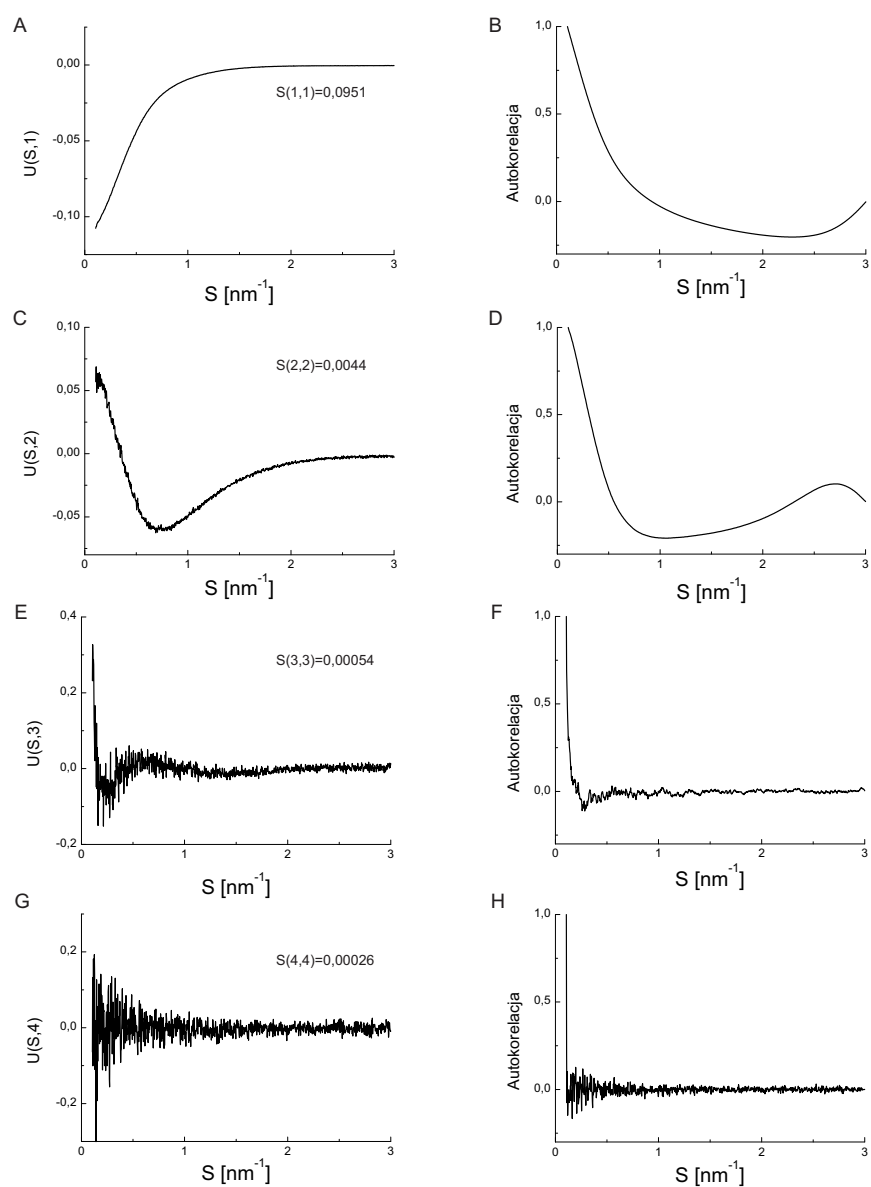 A
0,00
-0,05
-0,10
U(S,1)
S(1,1)=0,0951
0 1 2 3
S [nm-1]
B
1,0
0,5
0,0
Autokorelacja
0 1 2 3
S [nm-1]
C
0,10
0,05
0,00
-0,05
U(S,2)
S(2,2)=0,0044
0 1 2 3
S [nm-1]
D
1,0
0,5
0,0
Autokorelacja
0 1 2 3
S [nm-1]
E
0,4
0,2
0,0
-0,2
U(S,3)
S(3,3)=0,00054
0 1 2 3
S [nm-1]
F
1,0
0,5
0,0
Autokorelacja
0 1 2 3
S [nm-1]
G
0,2
0,0
-0,2
U(S,4)
S(4,4)=0,00026
0 1 2 3
S [nm-1]
H
1,0
0,5
0,0
Autokorelacja
0 1 2 3
S [nm-1]